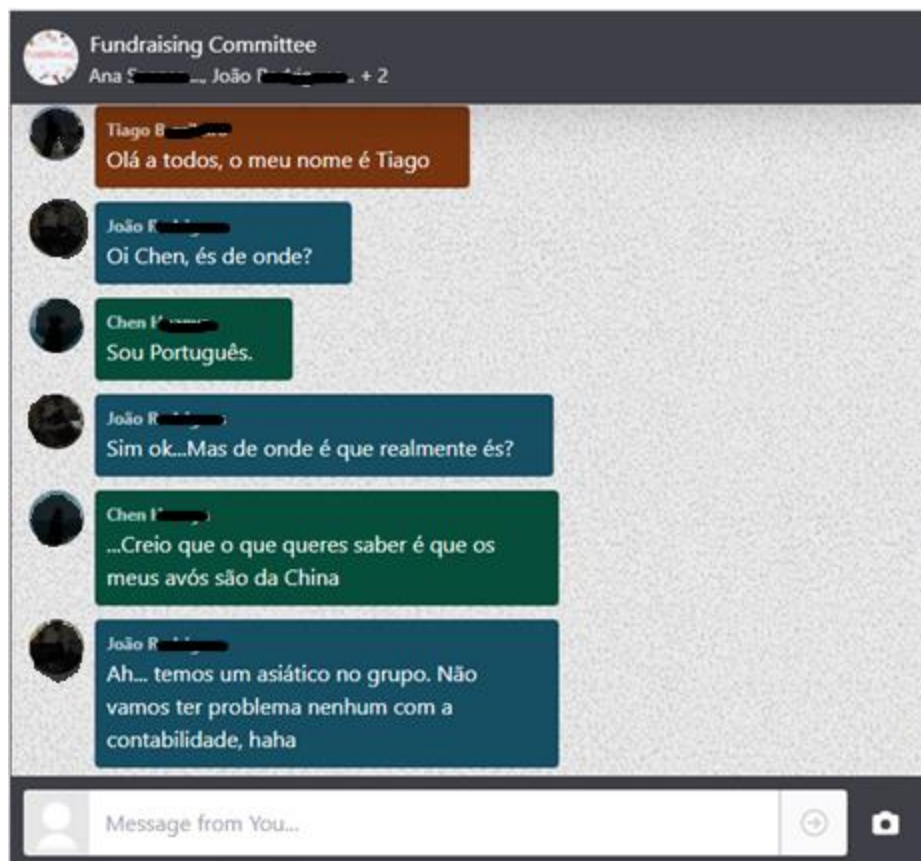 Fundraising Committee
Ana João + 2
Tiago
Olá a todos, o meu nome é Tiago
João
Oi Chen, és de onde?
Chen
Sou Português.
João
Sim ok...Mas de onde é que realmente és?
Chen
...Creio que o que queres saber é que os
meus avós são da China
João
Ah... temos um asiático no grupo. Não
vamos ter problema nenhum com a
contabilidade, haha
Message from You...